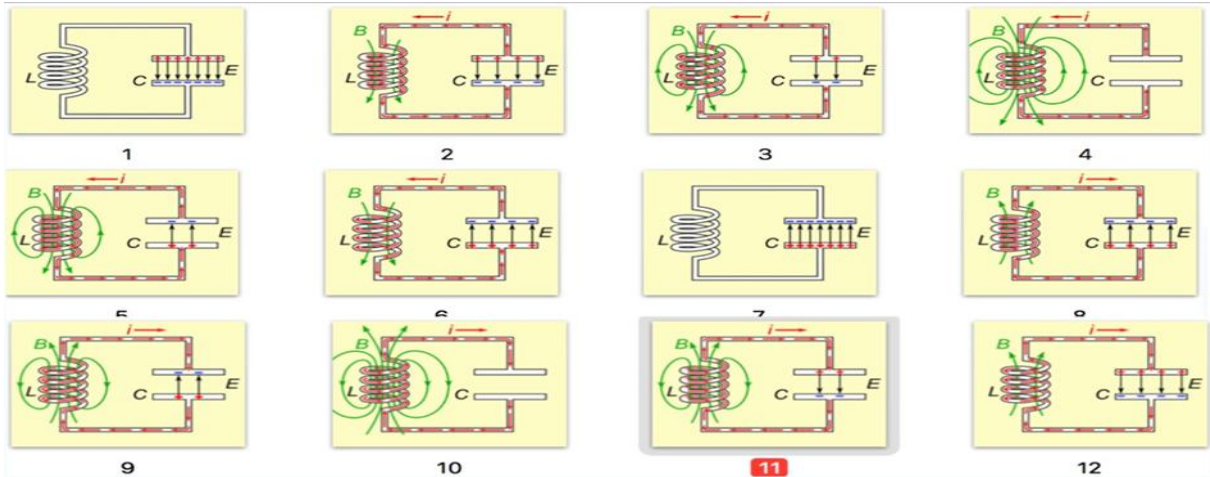 i i i
B B B
L C E L C E L C E L C E
1 2 3 4
i i i
B B B
L C E L C E L C E L C E
5 6 7 8
i i i i
B B B B
L C E L C L C E L C E
9 10 11 12